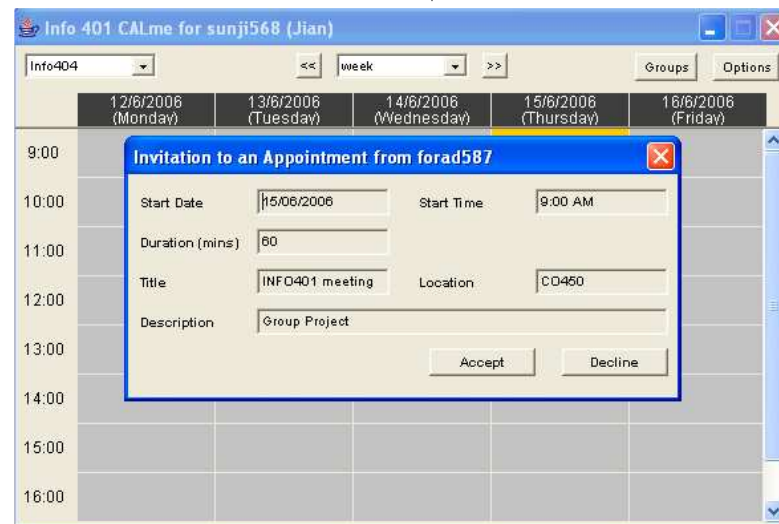 Info 401 CALme for sunji568 (Jian)
Info404 << week >> Groups Options
12/6/2006 13/6/2006 14/6/2006 15/6/2006 16/6/2006
(Monday) (Tuesday) (Wednesday) (Thursday) (Friday)
9:00
Invitation to an Appointment from forad587
Start Date 15/06/2006 Start Time 9:00 AM
10:00
Duration (mins) 60
11:00
Title INFO401 meeting Location CO450
12:00
Description Group Project
13:00
Accept Decline
14:00
15:00
16:00